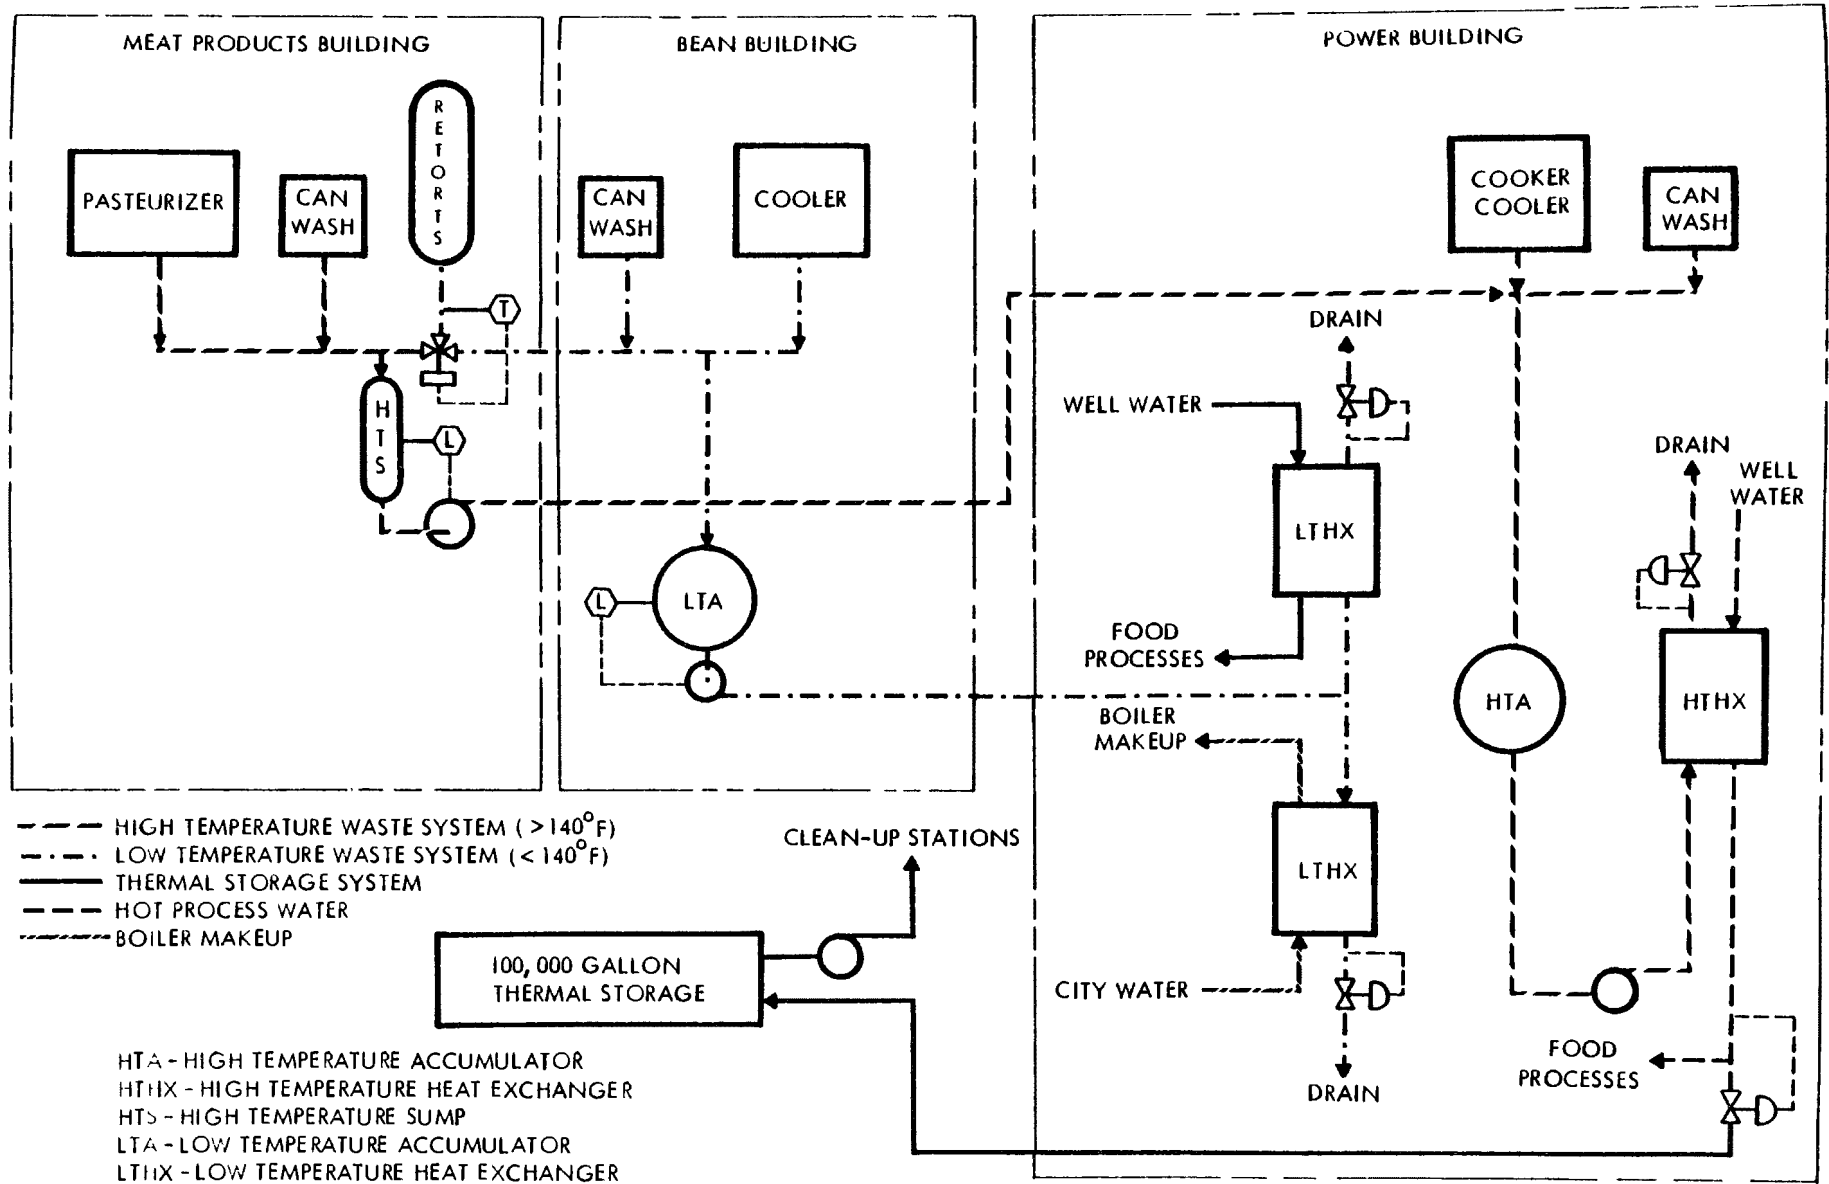 MEAT PRODUCTS BUILDING
BEAN BUILDING
POWER BUILDING
PASTEURIZER
CAN
WASH
RETORTS
CAN
WASH
COOLER
COOKER
COOLER
CAN
WASH
T
HTS
L
DRAIN
WELL WATER
LTHX
FOOD
PROCESSES
DRAIN
WELL
WATER
L
LTA
HTA
HTHX
BOILER
MAKEUP
LTHX
CITY WATER
DRAIN
FOOD
PROCESSES
HIGH TEMPERATURE WASTE SYSTEM (>140°F)
LOW TEMPERATURE WASTE SYSTEM (<140°F)
THERMAL STORAGE SYSTEM
HOT PROCESS WATER
BOILER MAKEUP
CLEAN-UP STATIONS
100,000 GALLON
THERMAL STORAGE
HTA - HIGH TEMPERATURE ACCUMULATOR
HTHX - HIGH TEMPERATURE HEAT EXCHANGER
HTS - HIGH TEMPERATURE SUMP
LTA - LOW TEMPERATURE ACCUMULATOR
LTHX - LOW TEMPERATURE HEAT EXCHANGER